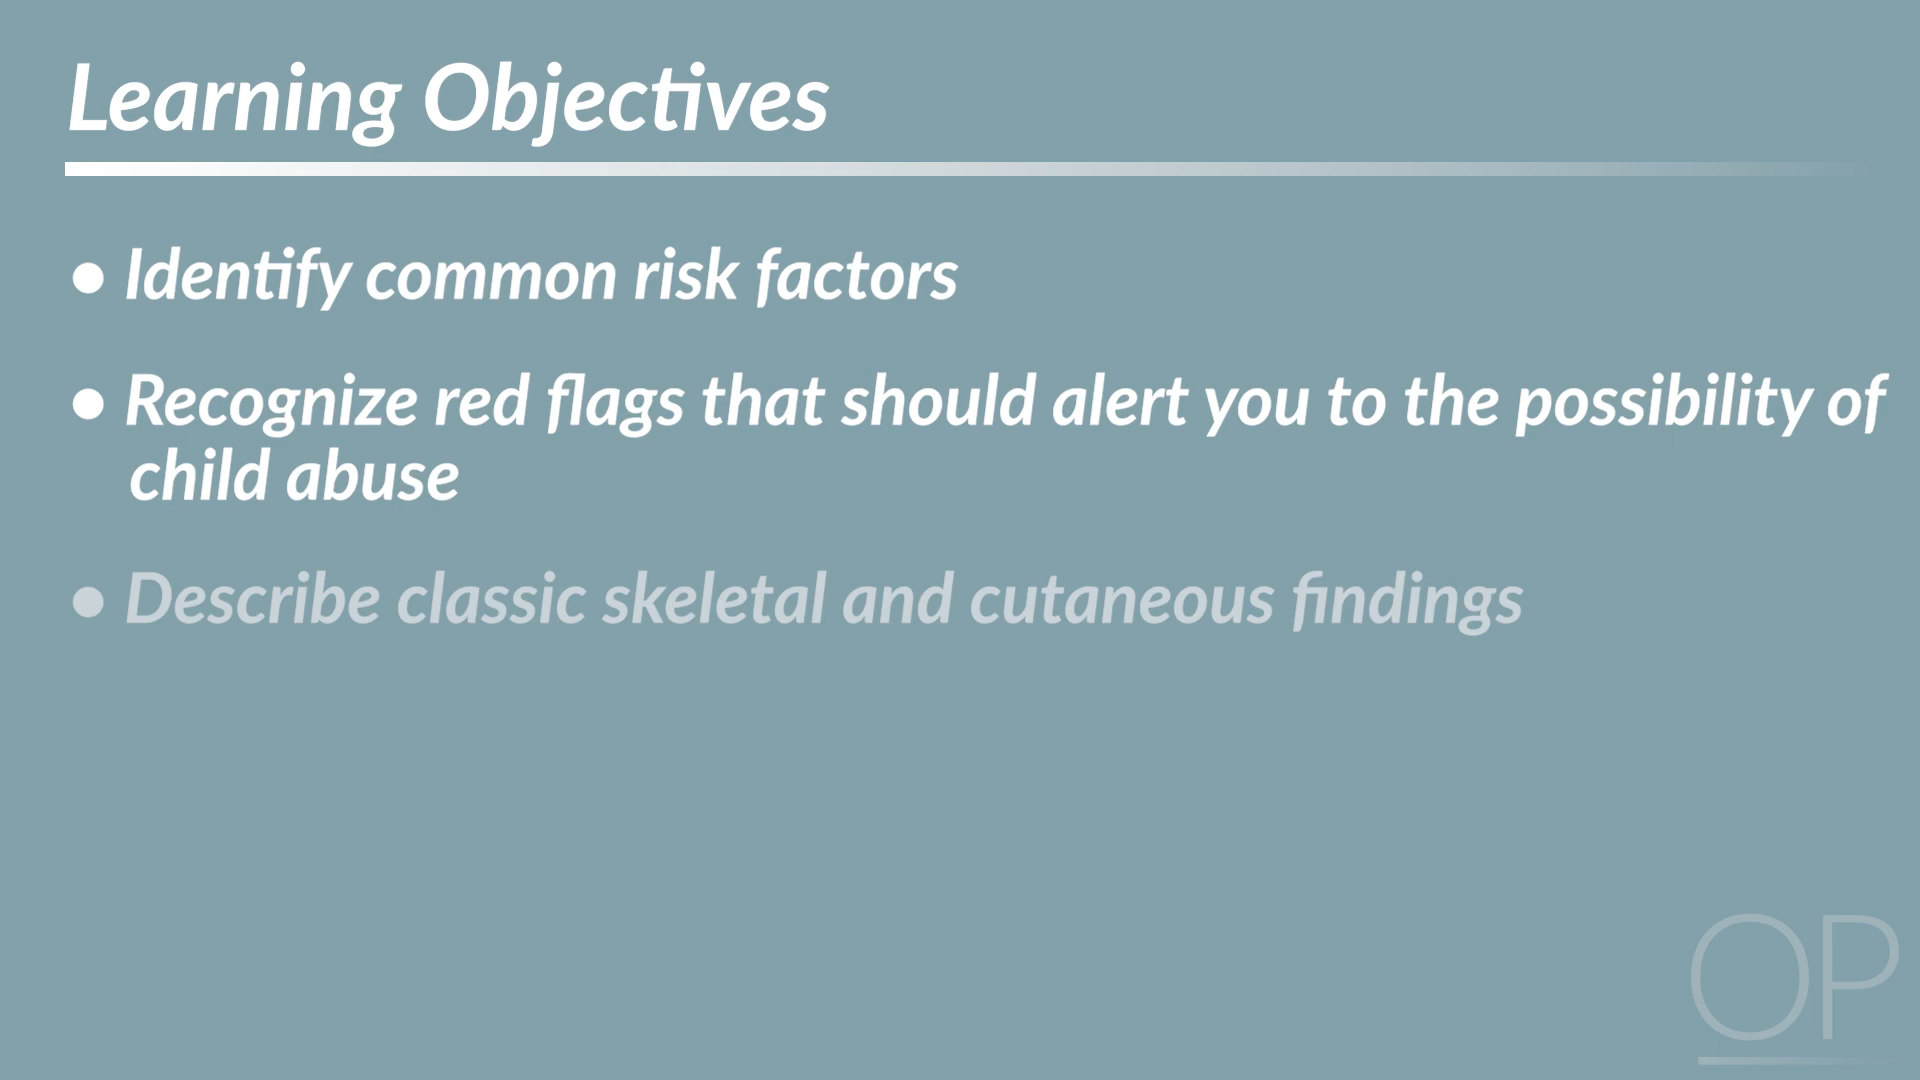 Learning Objectives
● Identify common risk factors
● Recognize red flags that should alert you to the possibility of
child abuse
● Describe classic skeletal and cutaneous findings
OP